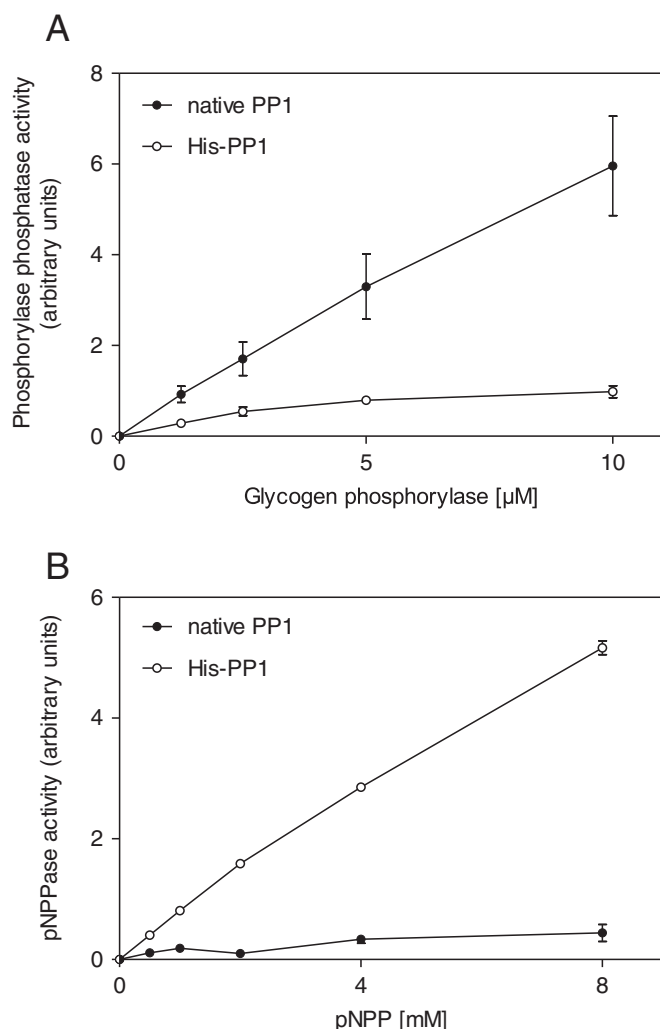 A
Phosphorylase phosphatase activity
(arbitrary units)
8
6
4
2
0
native PP1
His-PP1
0
5
10
Glycogen phosphorylase [µM]
B
pNPPase activity (arbitrary units)
6
4
2
0
native PP1
His-PP1
0
4
8
pNPP [mM]